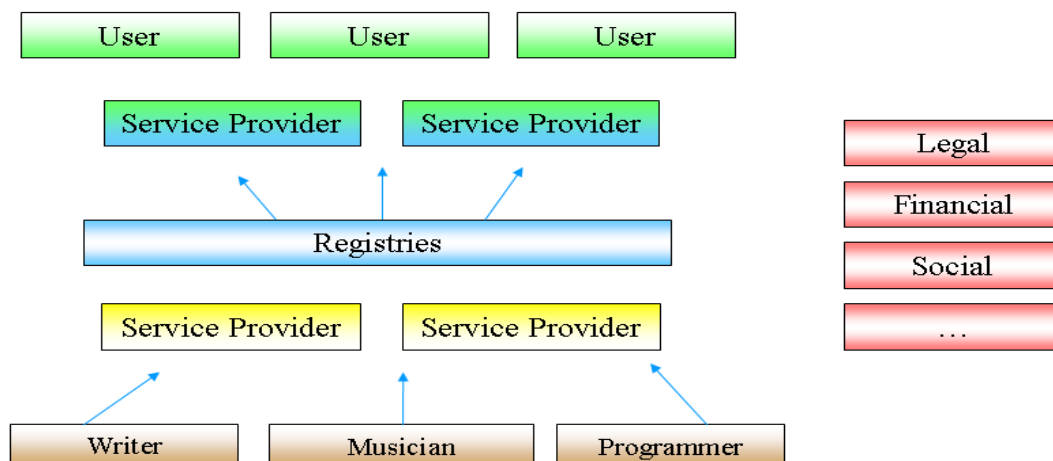 User
User
User
Service Provider
Service Provider
Legal
Financial
Registries
Social
Service Provider
Service Provider
…
Writer
Musician
Programmer